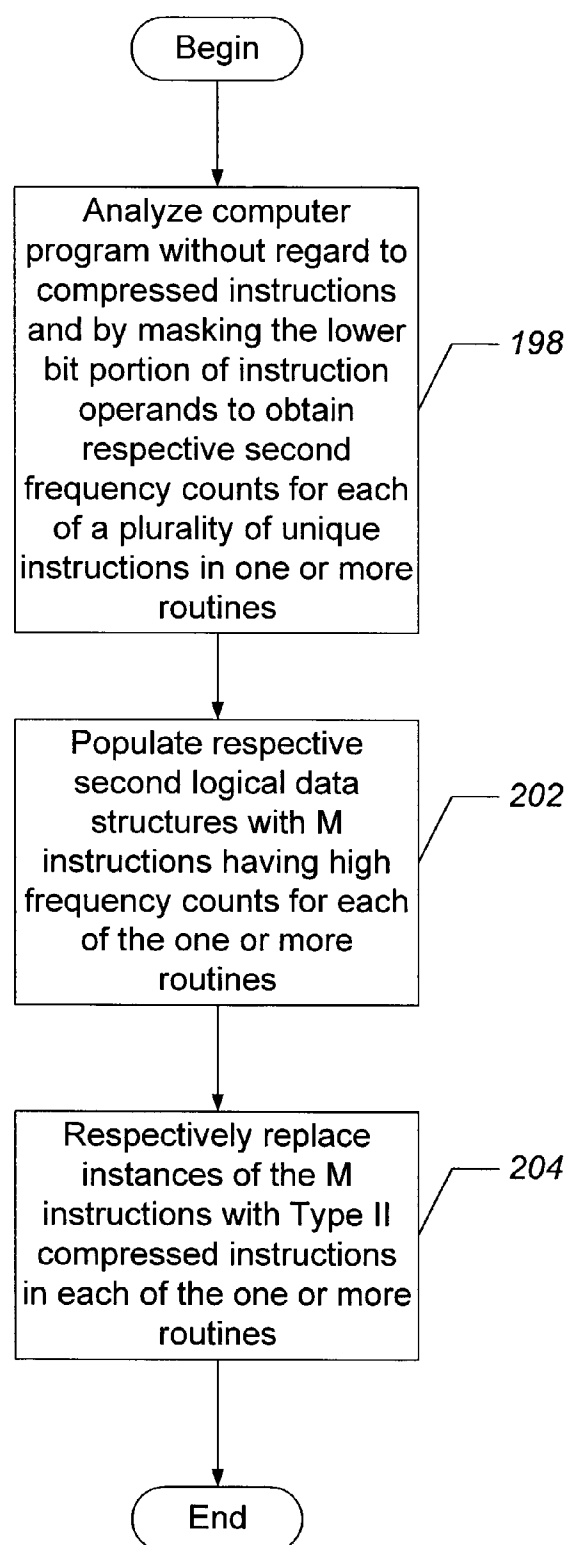 Begin
Analyze computer
program without regard to
compressed instructions
and by masking the lower
bit portion of instruction
operands to obtain
respective second
frequency counts for each
of a plurality of unique
instructions in one or more
routines
198
Populate respective
second logical data
structures with M
instructions having high
frequency counts for each
of the one or more
routines
202
Respectively replace
instances of the M
instructions with Type II
compressed instructions
in each of the one or more
routines
204
End